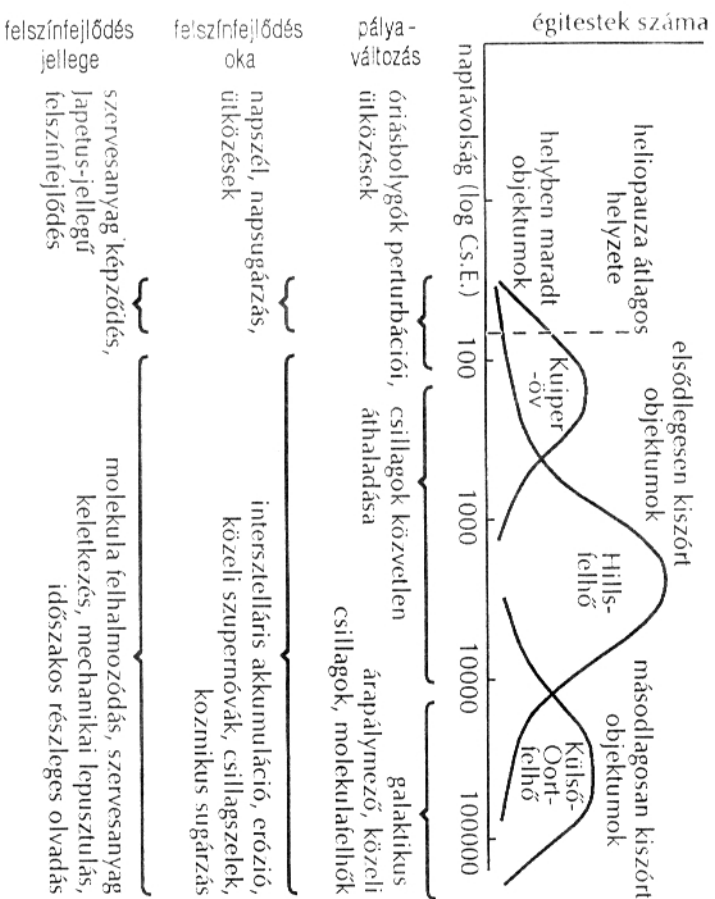 égitestek száma
heliopauza átlagos
helyzete
helyben maradt
objektumok
elsődlegesen kiszórt
objektumok
másodlagosan kiszórt
objektumok
Kuiper
-öv
Hills-
felhő
Külső-
Oort-
felhő
naptávolság (log Cs.E.)
100
1000
10000
100000
pálya-
változás
óriásbolygók perturbációi,
ütközések
csillagok közvetlen
áthaladása
galaktikus
árapálymező, közeli
csillagok, molekulafelhők
felszínfejlődés
oka
napszél, napsugárzás,
ütközések
intersztelláris akkumuláció, erózió,
közeli szupernóvák, csillagszelek,
kozmikus sugárzás
felszínfejlődés
jellege
szervesanyag képződés,
Japetus-jellegű
felszínfejlődés
molekula felhalmozódás, szervesanyag
keletkezés, mechanikai lepusztulás,
időszakos részleges olvadás